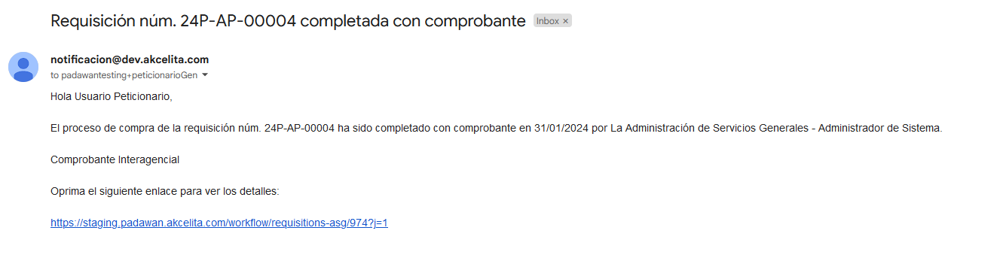 Requisición núm. 24P-AP-00004 completada con comprobante Inbox ×
notificacion@dev.akcelita.com
to padawantesting+peticionarioGen
Hola Usuario Peticionario,
El proceso de compra de la requisición núm. 24P-AP-00004 ha sido completado con comprobante en 31/01/2024 por La Administración de Servicios Generales - Administrador de Sistema.
Comprobante Interagencial
Oprima el siguiente enlace para ver los detalles:
https://staging.padawan.akcelita.com/workflow/requisitions-asg/974?j=1